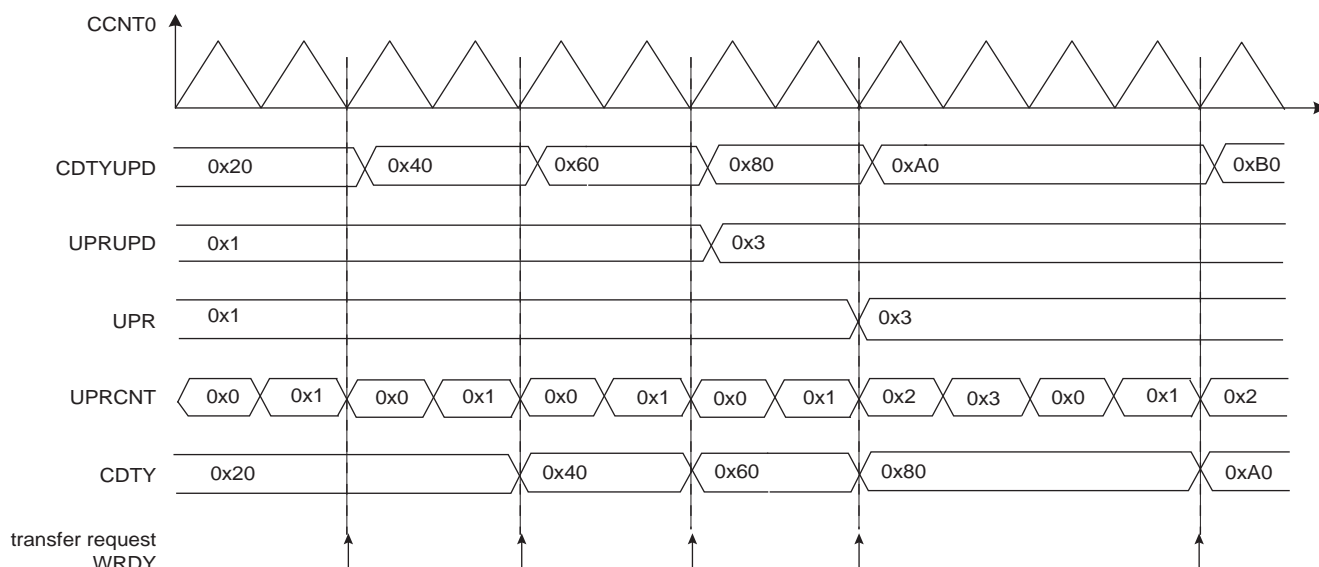 CCNT0
CDTYUPD 0x20 0x40 0x60 0x80 0xA0 0xB0
UPRUPD 0x1 0x3
UPR 0x1 0x3
UPRCNT 0x0 0x1 0x0 0x1 0x0 0x1 0x0 0x1 0x2 0x3 0x0 0x1 0x2
CDTY 0x20 0x40 0x60 0x80 0xA0
transfer request
WRDY